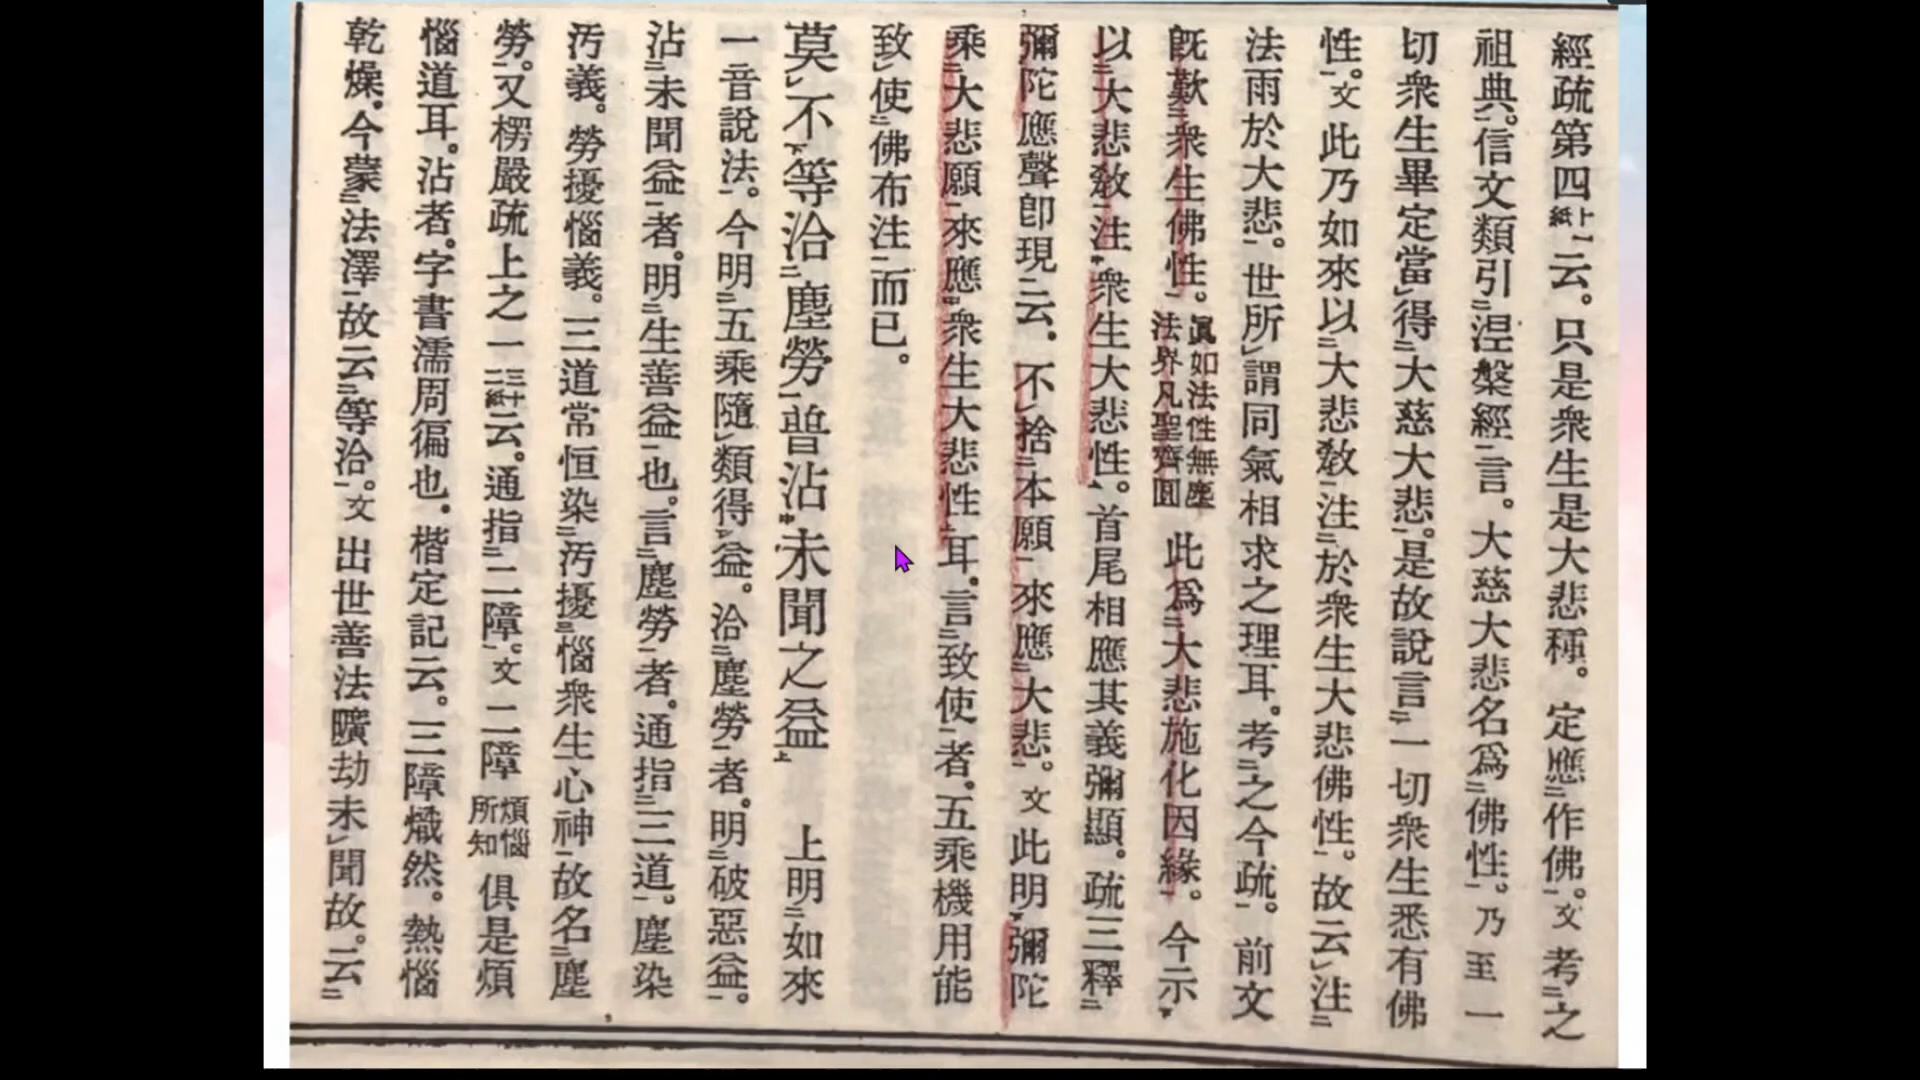 經疏第四十一紙云。只是衆生是大悲種。定應作佛。文考之
祖典。信文類引涅槃經言。大慈大悲名爲佛性。乃至一
切衆生畢定當得大慈大悲。是故說言一切衆生悉有佛
性。文此乃如來以大悲敎注於衆生大悲佛性。故云注
法雨於大悲。世所謂同氣相求之理耳。考之今疏。前文
旣歎衆生佛性。眞如法性無塵法界凡聖齊圓此爲大悲施化因緣。今示
以大悲敎注衆生大悲性。首尾相應其義彌顯。疏三釋
彌陀應聲卽現云。不捨本願來應大悲。文此明彌陀
乘大悲願來應衆生大悲性耳。言致使者。五乘機用能
致使佛布注而已。
莫不等洽塵勞普沾未聞之益 上明如來
一音說法。今明五乘隨類得益。洽塵勞者。明破惡益。
沾未聞益者。明生善益也。言塵勞者。通指三道。塵染
汚義。勞擾惱義。三道常恒染汚擾惱衆生心神故名塵
勞。又楞嚴疏上之一三十二紙云。通指二障。文二障煩惱所知俱是煩
惱道耳。沾者。字書濡周徧也。楷定記云。三障熾然。熱惱
乾燥。今蒙法澤故云等洽。文出世善法曠劫未聞故。云